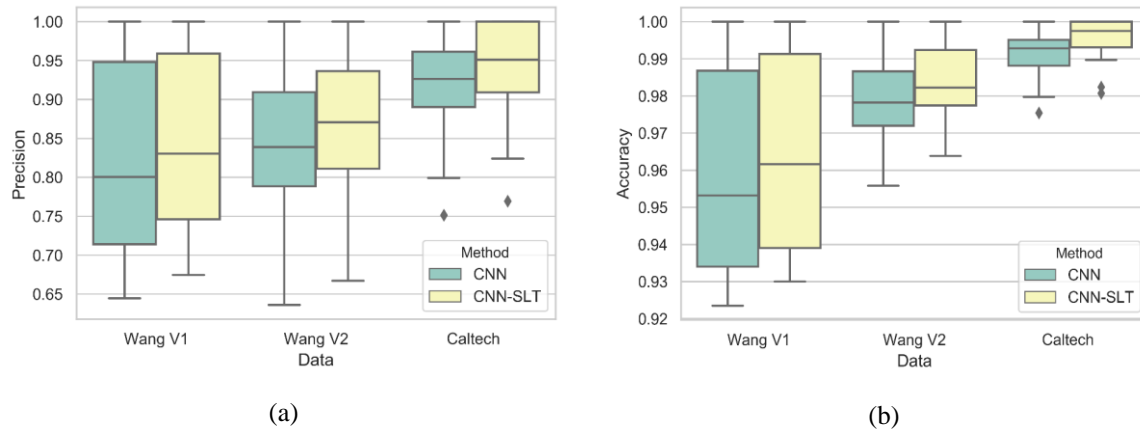 1.00
0.95
0.90
0.85
0.80
0.75
0.70
0.65
Precision
Method
CNN
CNN-SLT
Wang V1
Wang V2
Caltech
Data
(a)
1.00
0.99
0.98
0.97
0.96
0.95
0.94
0.93
0.92
Accuracy
Method
CNN
CNN-SLT
Wang V1
Wang V2
Caltech
Data
(b)